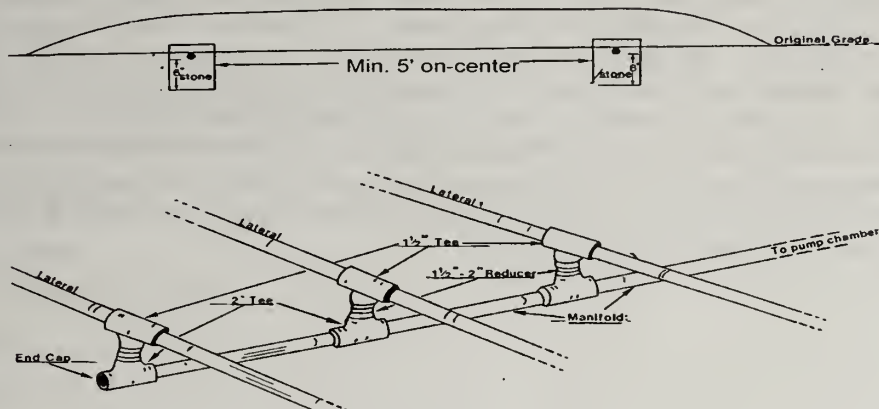 Original Grade
6"
stone
Min. 5' on-center
stone
6"
Lateral
Lateral
1½" Tee
To pump chamber
Lateral
1½"-2" Reducer
2" Tee
Manifold
End Cap